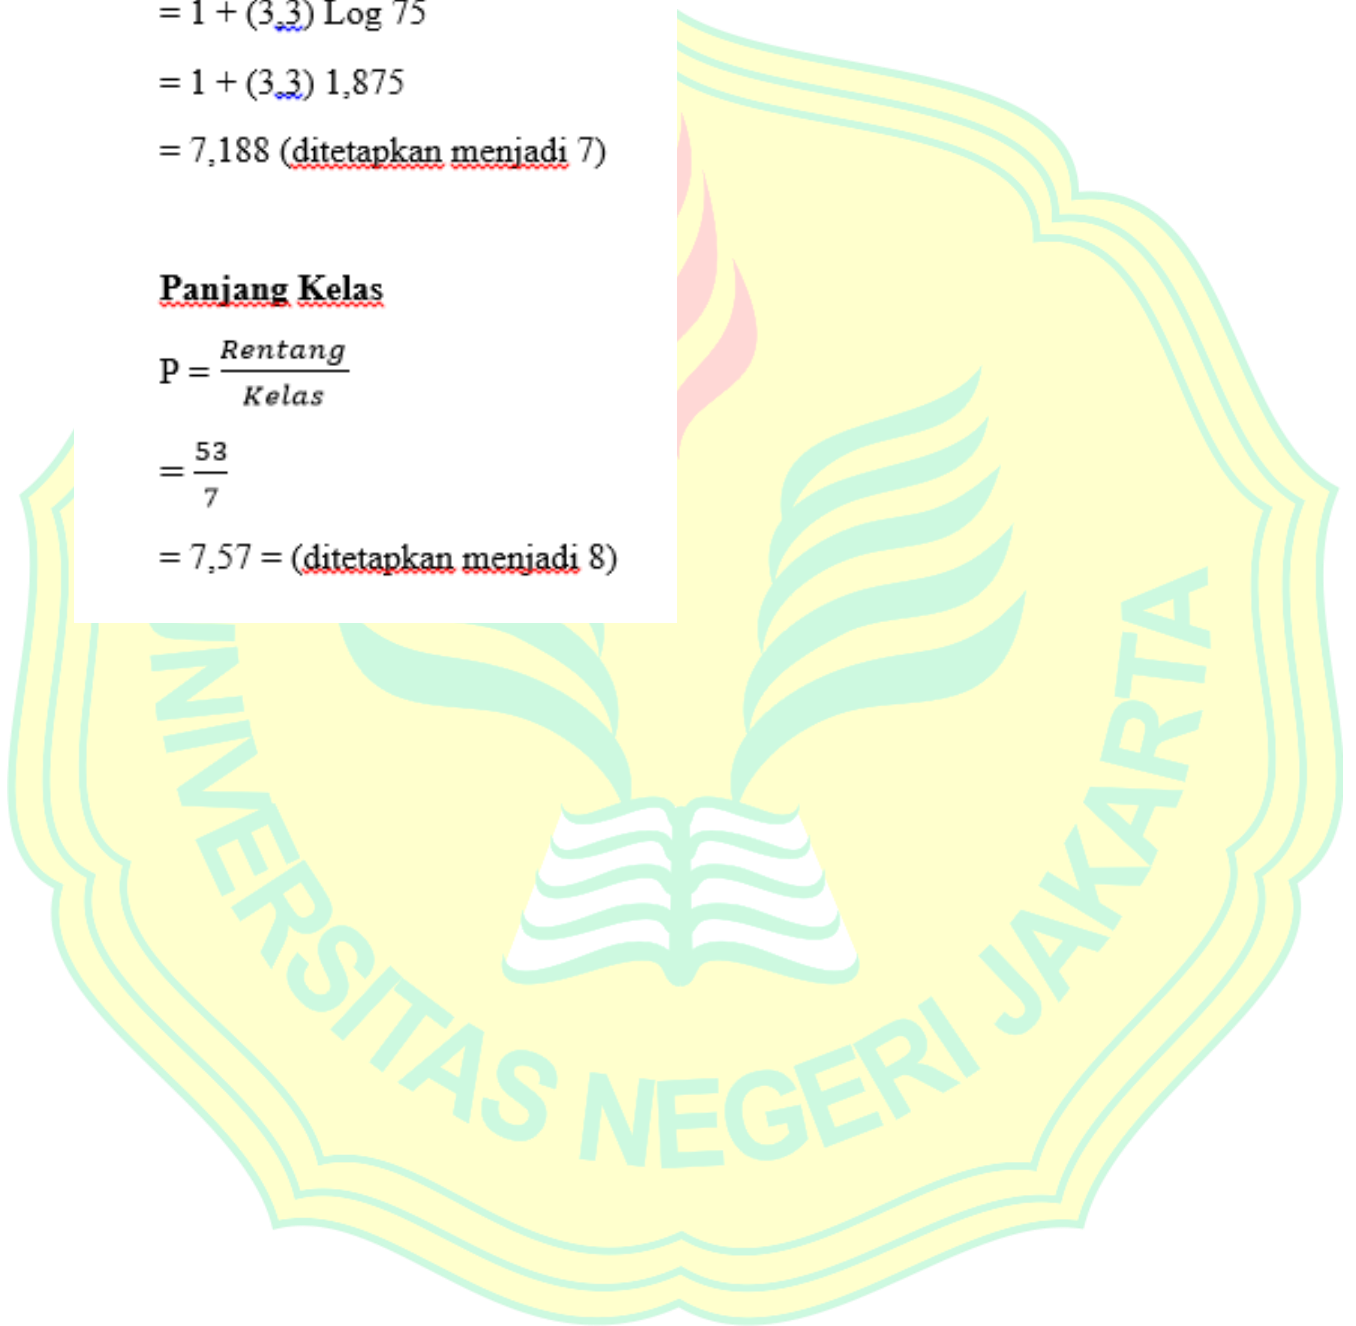 = 1 + (3,3) Log 75
= 1 + (3,3) 1,875
= 7,188 (ditetapkan menjadi 7)
Panjang Kelas
P = Rentang / Kelas
= 53 / 7
= 7,57 = (ditetapkan menjadi 8)
UNIVERSITAS NEGERI JAKARTA